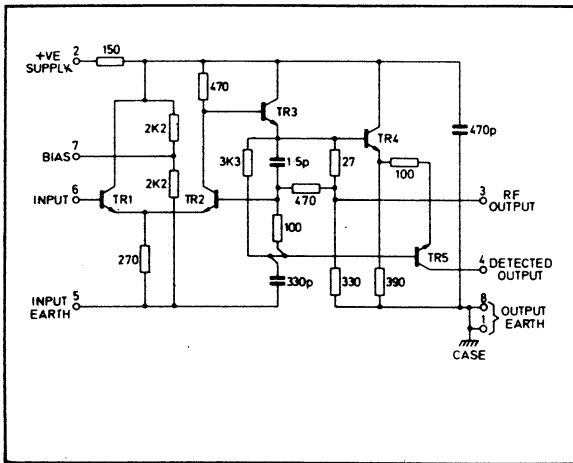 +VE
SUPPLY
2
150
470
TR3
TR4
470p
2K2
7
BIAS
3K3
1·5p
27
100
2K2
6
INPUT
TR1
TR2
470
3
RF
OUTPUT
100
TR5
4
DETECTED
OUTPUT
270
330p
330
390
5
INPUT
EARTH
8
1
OUTPUT
EARTH
CASE